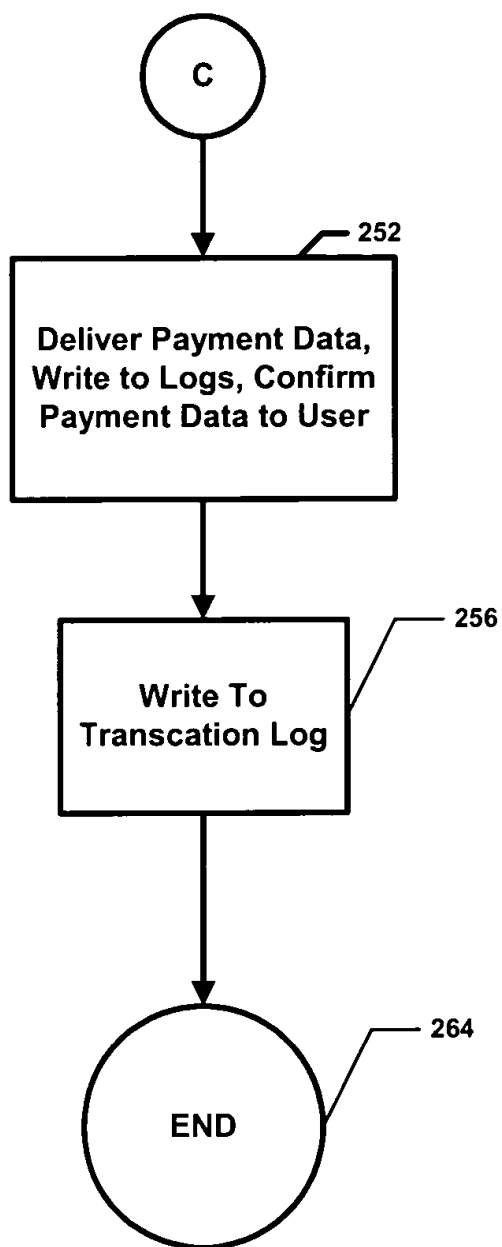 C
252
Deliver Payment Data,
Write to Logs, Confirm
Payment Data to User
256
Write To
Transcation Log
264
END